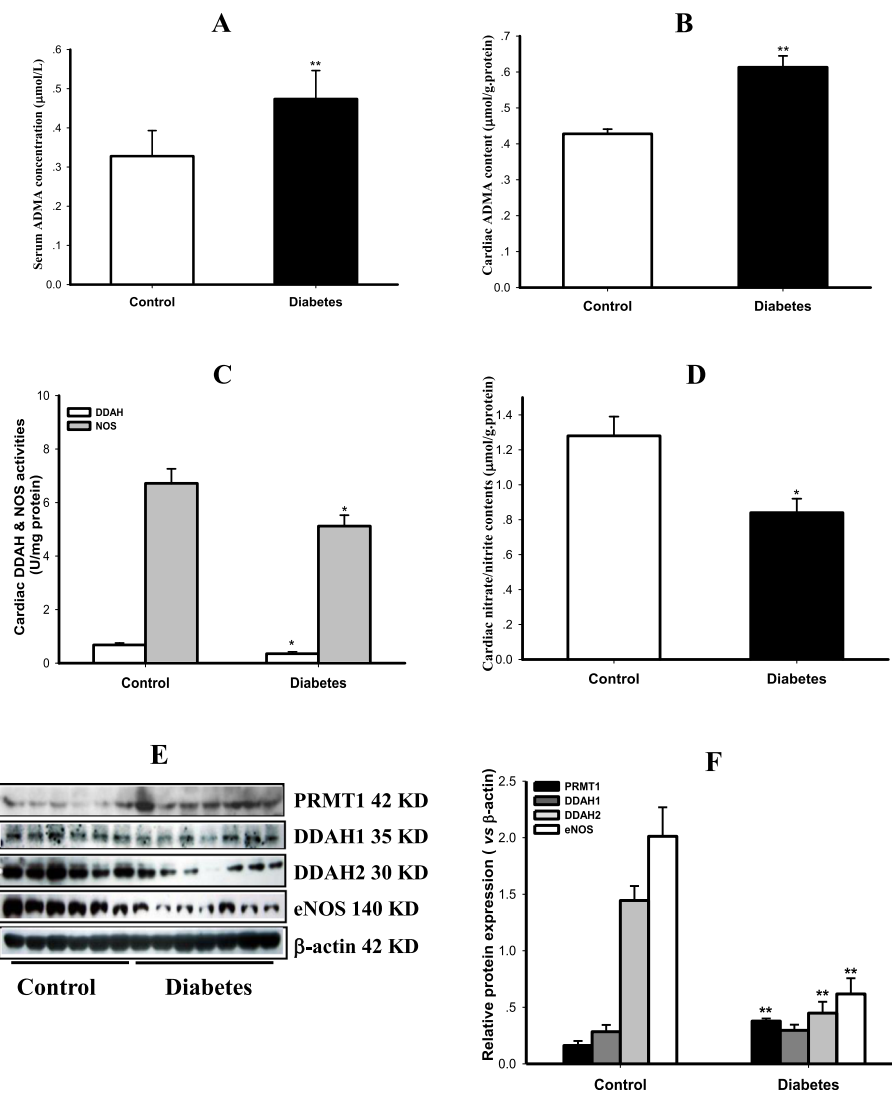 A
Serum ADMA concentration (μmol/L)
.6
.5
.4
.3
.2
.1
0.0
**
Control Diabetes
B
Cardiac ADMA content (μmol/g.protein)
.7
.6
.5
.4
.3
.2
.1
0.0
**
Control Diabetes
C
Cardiac DDAH & NOS activities
(U/mg protein)
10
8
6
4
2
0
DDAH
NOS
*
*
Control Diabetes
D
Cardiac nitrate/nitrite contents (μmol/g.protein)
1.4
1.2
1.0
.8
.6
.4
.2
0.0
*
Control Diabetes
E
PRMT1 42 KD
DDAH1 35 KD
DDAH2 30 KD
eNOS 140 KD
β-actin 42 KD
Control Diabetes
F
Relative protein expression ( vs β-actin)
2.5
2.0
1.5
1.0
.5
0.0
PRMT1
DDAH1
DDAH2
eNOS
**
**
**
Control Diabetes